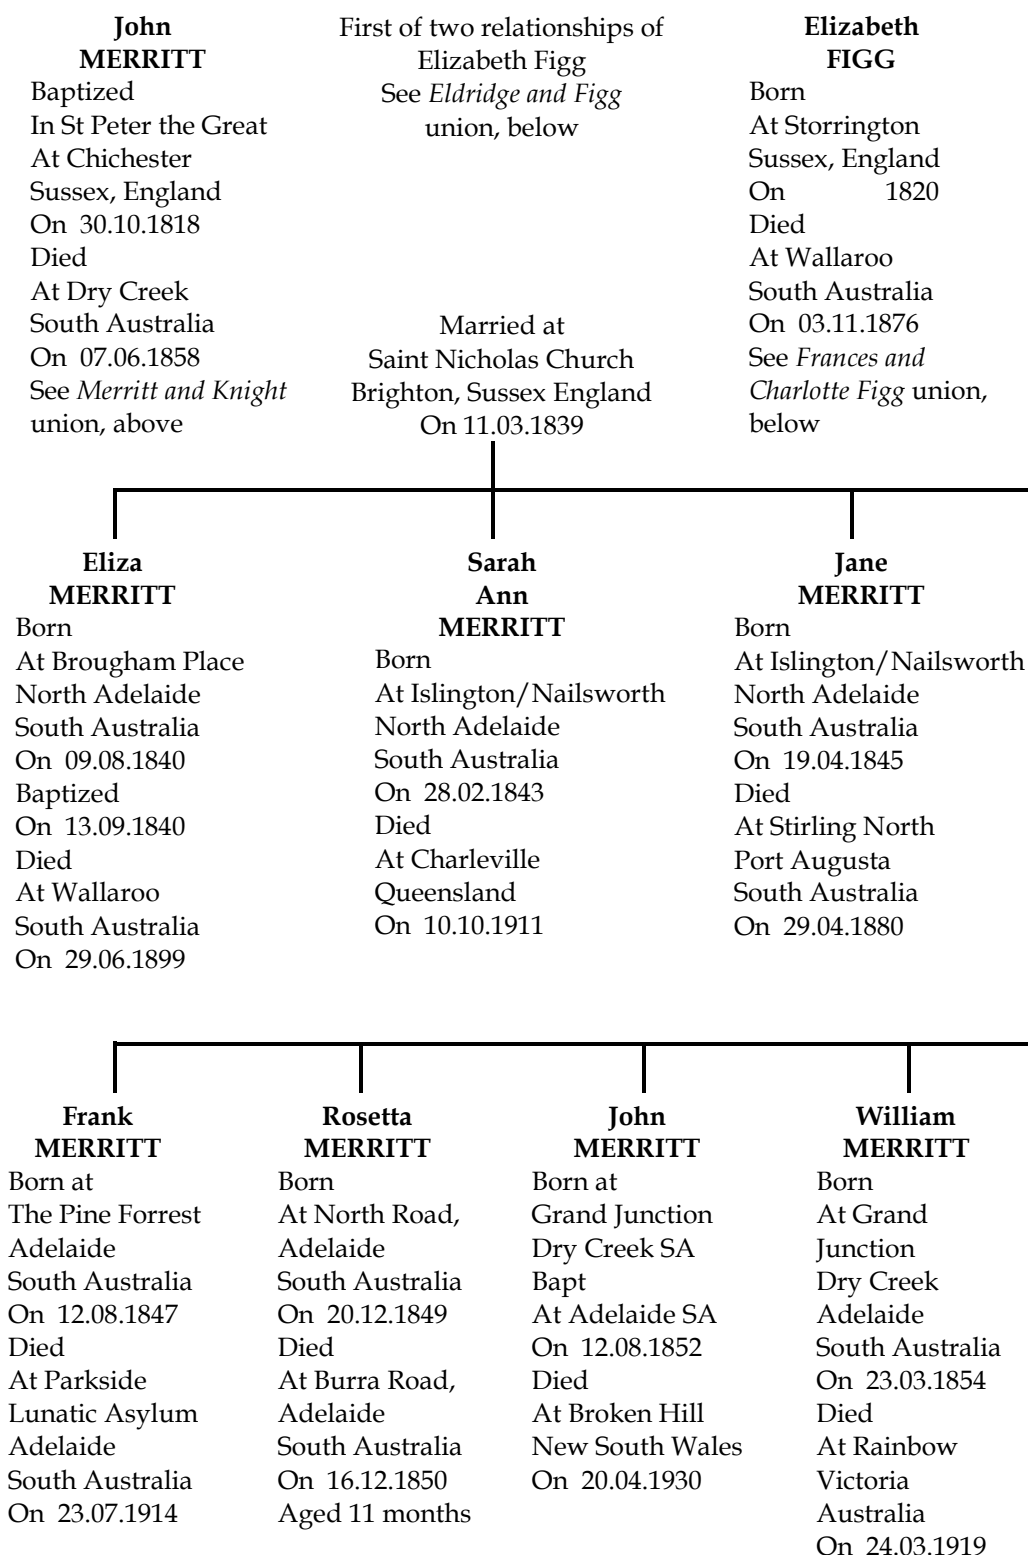 John
MERRITT
Baptized
In St Peter the Great
At Chichester
Sussex, England
On 30.10.1818
Died
At Dry Creek
South Australia
On 07.06.1858
See Merritt and Knight
union, above
First of two relationships of
Elizabeth Figg
See Eldridge and Figg
union, below
Married at
Saint Nicholas Church
Brighton, Sussex England
On 11.03.1839
Elizabeth
FIGG
Born
At Storrington
Sussex, England
On 1820
Died
At Wallaroo
South Australia
On 03.11.1876
See Frances and
Charlotte Figg union,
below
Eliza
MERRITT
Born
At Brougham Place
North Adelaide
South Australia
On 09.08.1840
Baptized
On 13.09.1840
Died
At Wallaroo
South Australia
On 29.06.1899
Sarah
Ann
MERRITT
Born
At Islington/Nailsworth
North Adelaide
South Australia
On 28.02.1843
Died
At Charleville
Queensland
On 10.10.1911
Jane
MERRITT
Born
At Islington/Nailsworth
North Adelaide
South Australia
On 19.04.1845
Died
At Stirling North
Port Augusta
South Australia
On 29.04.1880
Frank
MERRITT
Born at
The Pine Forrest
Adelaide
South Australia
On 12.08.1847
Died
At Parkside
Lunatic Asylum
Adelaide
South Australia
On 23.07.1914
Rosetta
MERRITT
Born
At North Road,
Adelaide
South Australia
On 20.12.1849
Died
At Burra Road,
Adelaide
South Australia
On 16.12.1850
Aged 11 months
John
MERRITT
Born at
Grand Junction
Dry Creek SA
Bapt
At Adelaide SA
On 12.08.1852
Died
At Broken Hill
New South Wales
On 20.04.1930
William
MERRITT
Born
At Grand
Junction
Dry Creek
Adelaide
South Australia
On 23.03.1854
Died
At Rainbow
Victoria
Australia
On 24.03.1919